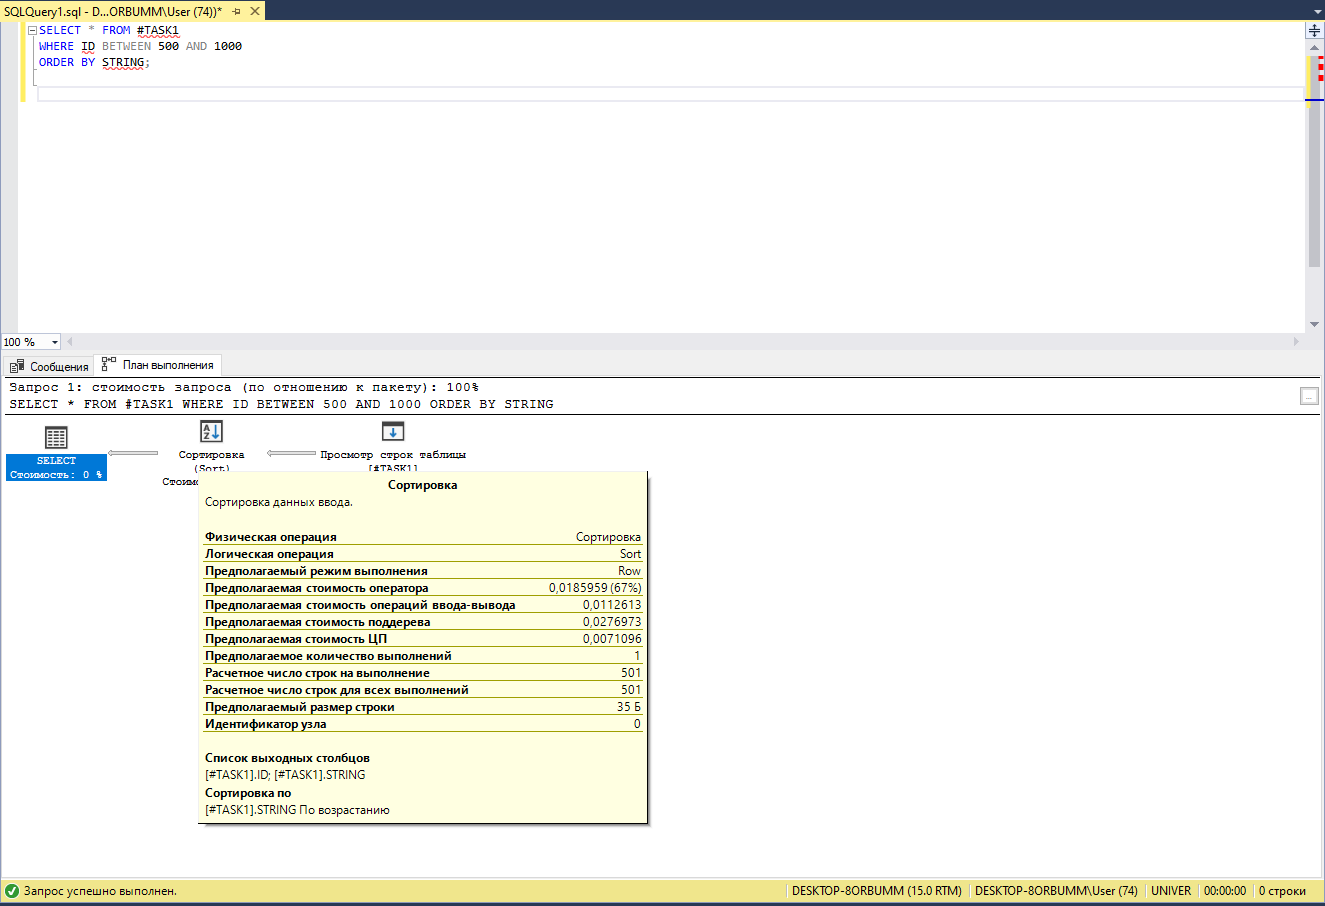 SQLQuery1.sql - D...ORBUMM\User (74))*
SELECT * FROM #TASK1
WHERE ID BETWEEN 500 AND 1000
ORDER BY STRING;
100 %
Сообщения План выполнения
Запрос 1: стоимость запроса (по отношению к пакету): 100%
SELECT * FROM #TASK1 WHERE ID BETWEEN 500 AND 1000 ORDER BY STRING
...
SELECT
Стоимость: 0 %
Сортировка
(Sort)
Просмотр строк таблицы
[#TASK1]
Сортировка
Сортировка данных ввода.
Физическая операция Сортировка
Логическая операция Sort
Предполагаемый режим выполнения Row
Предполагаемая стоимость оператора 0,0185959 (67%)
Предполагаемая стоимость операций ввода-вывода 0,0112613
Предполагаемая стоимость поддерева 0,0276973
Предполагаемая стоимость ЦП 0,0071096
Предполагаемое количество выполнений 1
Расчетное число строк на выполнение 501
Расчетное число строк для всех выполнений 501
Предполагаемый размер строки 35 Б
Идентификатор узла 0
Список выходных столбцов
[#TASK1].ID; [#TASK1].STRING
Сортировка по
[#TASK1].STRING По возрастанию
Запрос успешно выполнен. DESKTOP-8ORBUMM (15.0 RTM) DESKTOP-8ORBUMM\User (74) UNIVER 00:00:00 0 строки